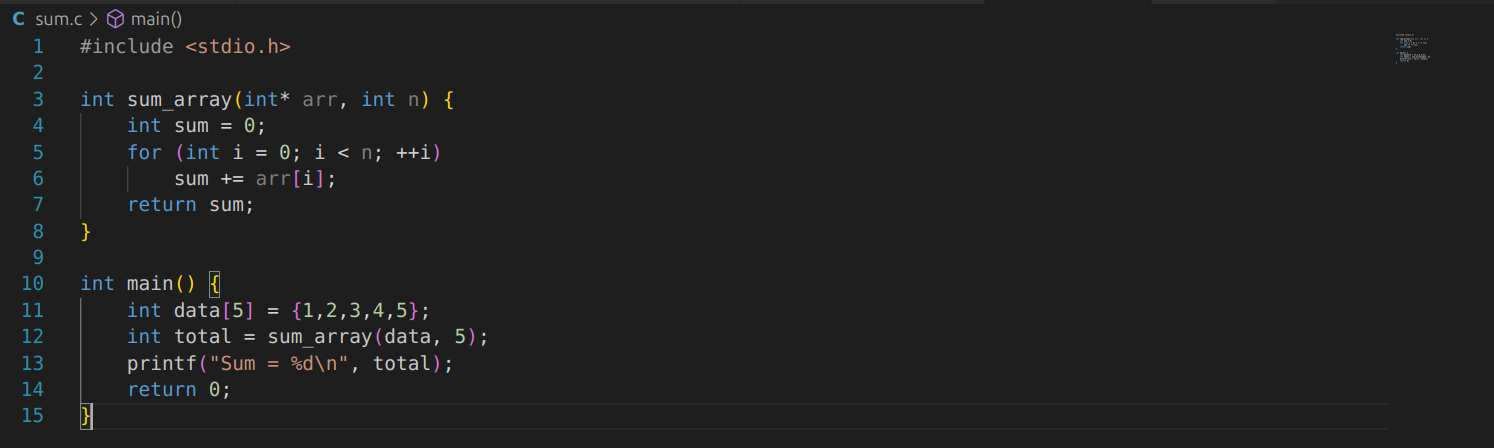 C sum.c > main()
1 #include <stdio.h>
2
3 int sum_array(int* arr, int n) {
4     int sum = 0;
5     for (int i = 0; i < n; ++i)
6         sum += arr[i];
7     return sum;
8 }
9
10 int main() {
11     int data[5] = {1,2,3,4,5};
12     int total = sum_array(data, 5);
13     printf("Sum = %d\n", total);
14     return 0;
15 }